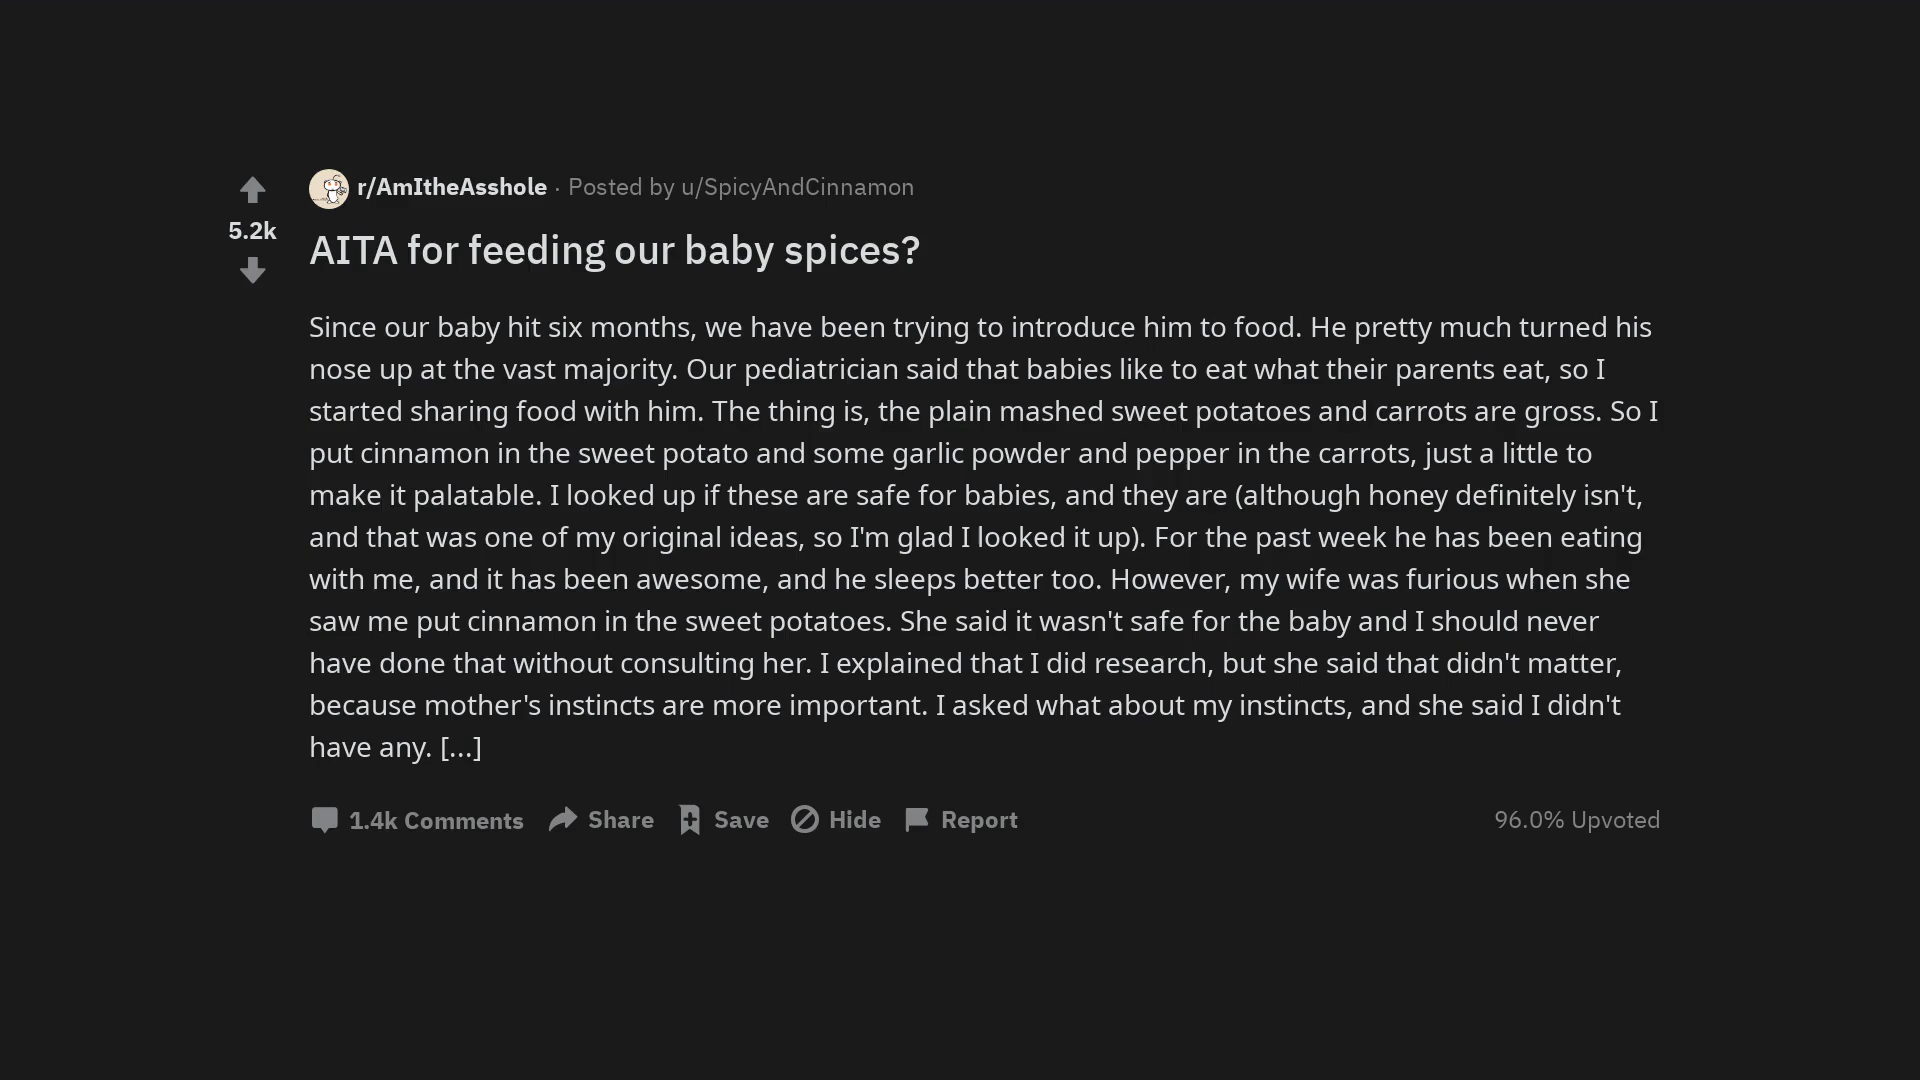 r/AmItheAsshole · Posted by u/SpicyAndCinnamon
5.2k
AITA for feeding our baby spices?
Since our baby hit six months, we have been trying to introduce him to food. He pretty much turned his
nose up at the vast majority. Our pediatrician said that babies like to eat what their parents eat, so I
started sharing food with him. The thing is, the plain mashed sweet potatoes and carrots are gross. So I
put cinnamon in the sweet potato and some garlic powder and pepper in the carrots, just a little to
make it palatable. I looked up if these are safe for babies, and they are (although honey definitely isn't,
and that was one of my original ideas, so I'm glad I looked it up). For the past week he has been eating
with me, and it has been awesome, and he sleeps better too. However, my wife was furious when she
saw me put cinnamon in the sweet potatoes. She said it wasn't safe for the baby and I should never
have done that without consulting her. I explained that I did research, but she said that didn't matter,
because mother's instincts are more important. I asked what about my instincts, and she said I didn't
have any. [...]
1.4k Comments Share Save Hide Report 96.0% Upvoted